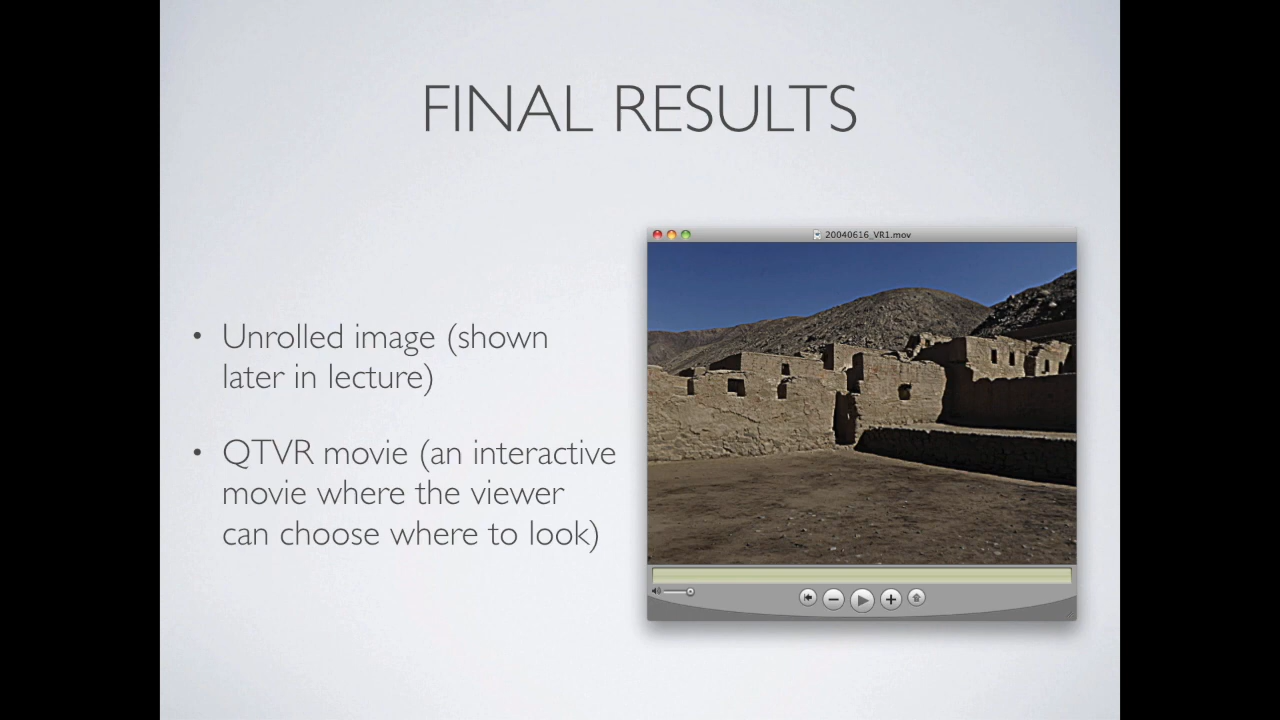 FINAL RESULTS
• Unrolled image (shown
later in lecture)
• QTVR movie (an interactive
movie where the viewer
can choose where to look)
20040616_VR1.mov